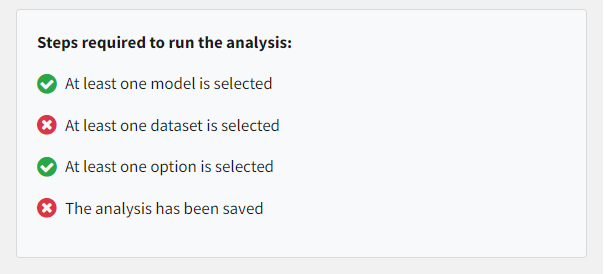 Steps required to run the analysis:
At least one model is selected
At least one dataset is selected
At least one option is selected
The analysis has been saved